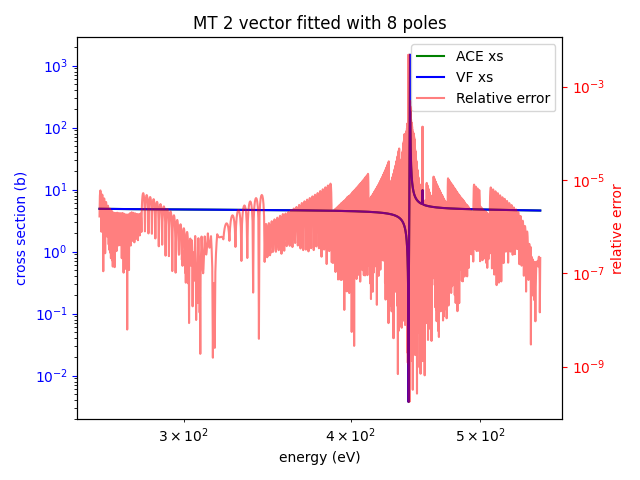 MT 2 vector fitted with 8 poles
ACE xs
VF xs
Relative error
cross section (b)
10³
10²
10¹
10⁰
10⁻¹
10⁻²
10⁻³
10⁻⁵
10⁻⁷
10⁻⁹
relative error
3 × 10² 4 × 10² 5 × 10²
energy (eV)